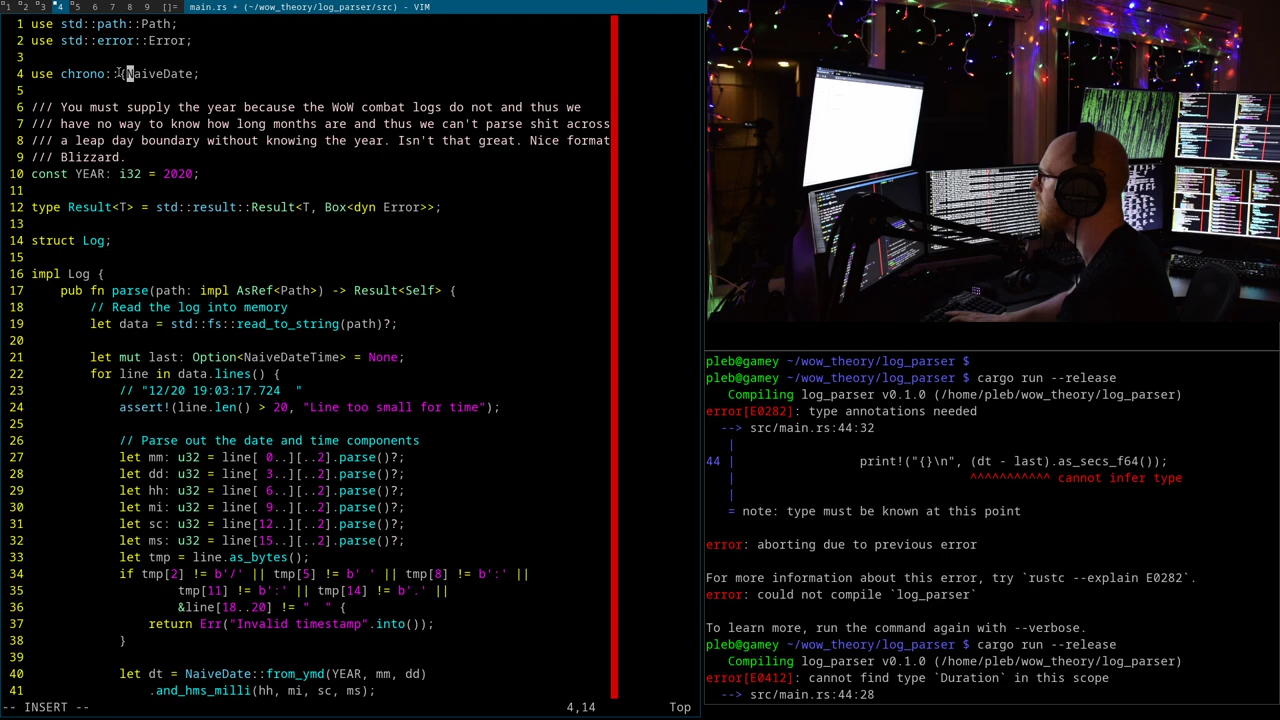 1 2 3 4 5 6 7 8 9 []= main.rs + (~/wow_theory/log_parser/src) - VIM
1 use std::path::Path;
2 use std::error::Error;
3
4 use chrono::{NaiveDate;
5
6 /// You must supply the year because the WoW combat logs do not and thus we
7 /// have no way to know how long months are and thus we can't parse shit across
8 /// a leap day boundary without knowing the year. Isn't that great. Nice format
9 /// Blizzard.
10 const YEAR: i32 = 2020;
11
12 type Result<T> = std::result::Result<T, Box<dyn Error>>;
13
14 struct Log;
15
16 impl Log {
17     pub fn parse(path: impl AsRef<Path>) -> Result<Self> {
18         // Read the log into memory
19         let data = std::fs::read_to_string(path)?;
20
21         let mut last: Option<NaiveDateTime> = None;
22         for line in data.lines() {
23             // "12/20 19:03:17.724  "
24             assert!(line.len() > 20, "Line too small for time");
25
26             // Parse out the date and time components
27             let mm: u32 = line[ 0..][..2].parse()?;
28             let dd: u32 = line[ 3..][..2].parse()?;
29             let hh: u32 = line[ 6..][..2].parse()?;
30             let mi: u32 = line[ 9..][..2].parse()?;
31             let sc: u32 = line[12..][..2].parse()?;
32             let ms: u32 = line[15..][..2].parse()?;
33             let tmp = line.as_bytes();
34             if tmp[2] != b'/' || tmp[5] != b' ' || tmp[8] != b':' ||
35                     tmp[11] != b':' || tmp[14] != b'.' ||
36                     &line[18..20] != "  " {
37                 return Err("Invalid timestamp".into());
38             }
39
40             let dt = NaiveDate::from_ymd(YEAR, mm, dd)
41                 .and_hms_milli(hh, mi, sc, ms);
-- INSERT -- 4,14 Top
pleb@gamey ~/wow_theory/log_parser $
pleb@gamey ~/wow_theory/log_parser $ cargo run --release
   Compiling log_parser v0.1.0 (/home/pleb/wow_theory/log_parser)
error[E0282]: type annotations needed
  --> src/main.rs:44:32
   |
44 |                 print!("{}\n", (dt - last).as_secs_f64());
   |                                ^^^^^^^^^^^ cannot infer type
   |
   = note: type must be known at this point

error: aborting due to previous error

For more information about this error, try `rustc --explain E0282`.
error: could not compile `log_parser`

To learn more, run the command again with --verbose.
pleb@gamey ~/wow_theory/log_parser $ cargo run --release
   Compiling log_parser v0.1.0 (/home/pleb/wow_theory/log_parser)
error[E0412]: cannot find type `Duration` in this scope
  --> src/main.rs:44:28